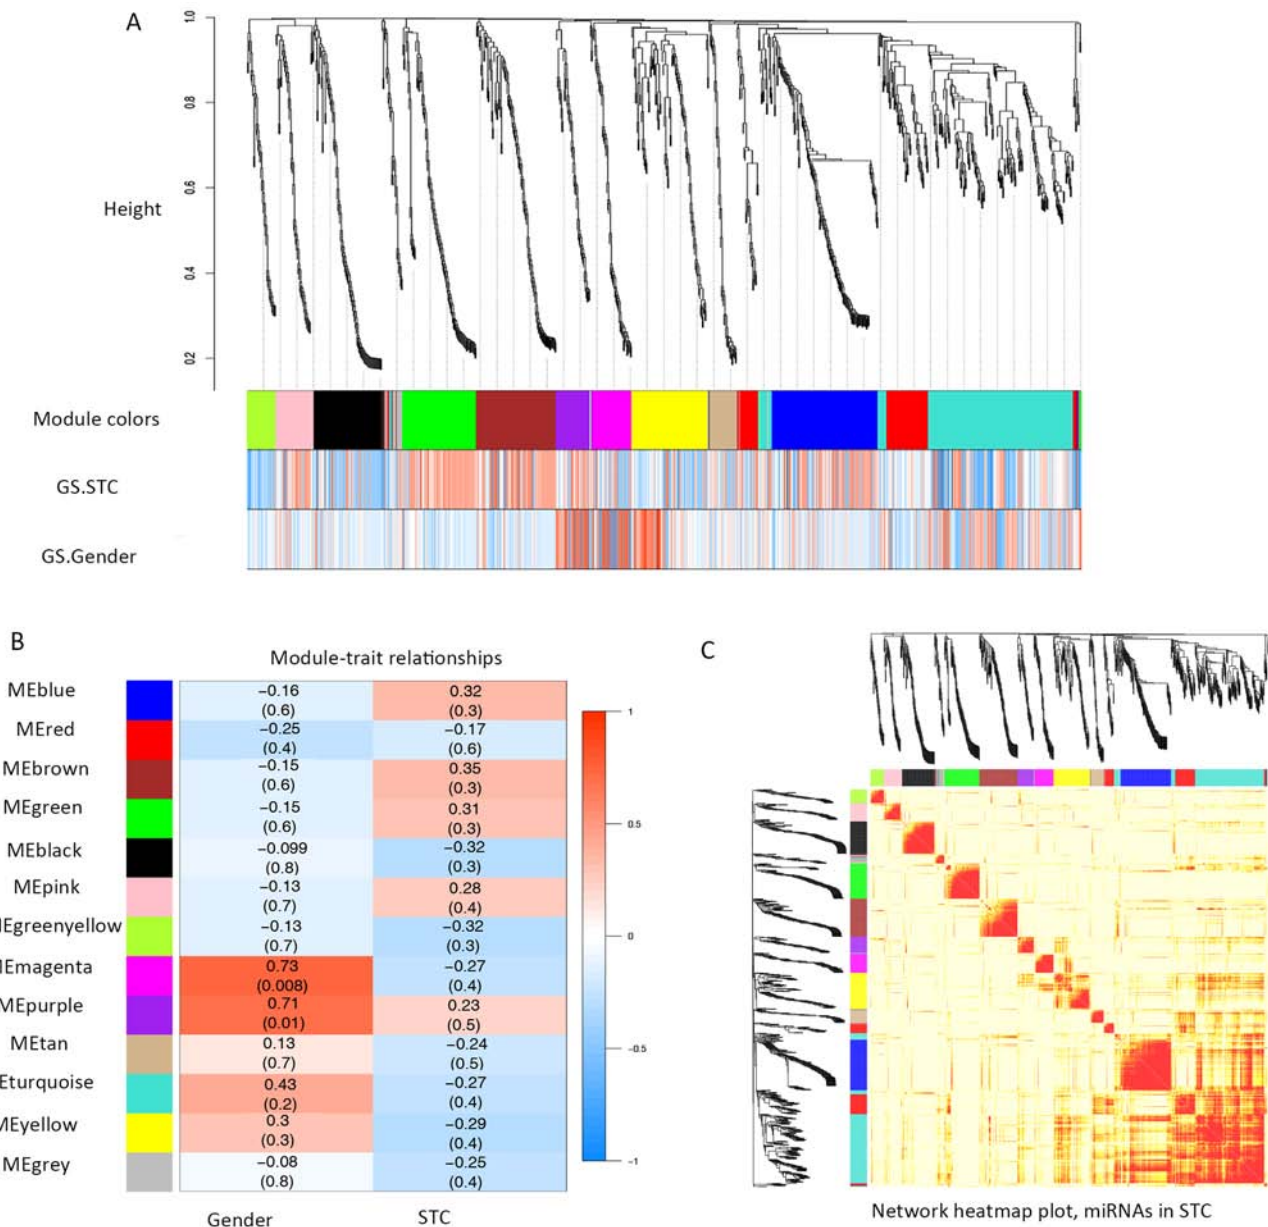 A
1.0
0.8
0.6
0.4
0.2
Height
Module colors
GS.STC
GS.Gender
B
Module-trait relationships
MEblue −0.16 0.32
(0.6) (0.3)
MEred −0.25 −0.17
(0.4) (0.6)
MEbrown −0.15 0.35
(0.6) (0.3)
MEgreen −0.15 0.31
(0.6) (0.3)
MEblack −0.099 −0.32
(0.8) (0.3)
MEpink −0.13 0.28
(0.7) (0.4)
Egreenyellow −0.13 −0.32
(0.7) (0.3)
Emagenta 0.73 −0.27
(0.008) (0.4)
MEpurple 0.71 0.23
(0.01) (0.5)
MEtan 0.13 −0.24
(0.7) (0.5)
Eturquoise 0.43 −0.27
(0.2) (0.4)
MEyellow 0.3 −0.29
(0.3) (0.4)
MEgrey −0.08 −0.25
(0.8) (0.4)
Gender STC
1
0.5
0
−0.5
−1
C
Network heatmap plot, miRNAs in STC